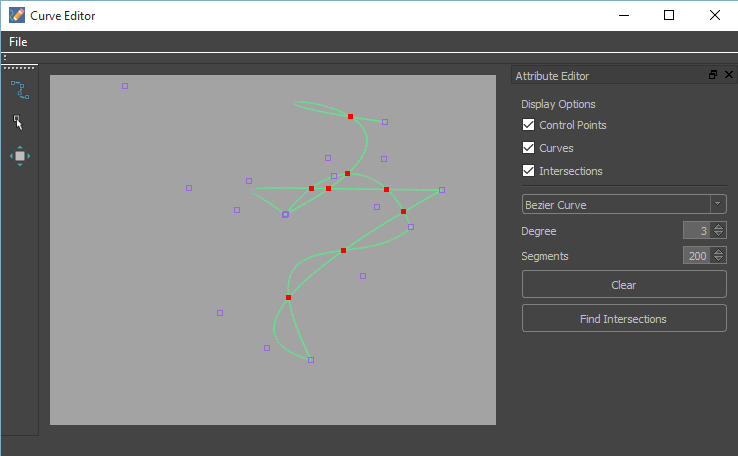 Curve Editor
File
Attribute Editor
Display Options
Control Points
Curves
Intersections
Bezier Curve
Degree 3
Segments 200
Clear
Find Intersections